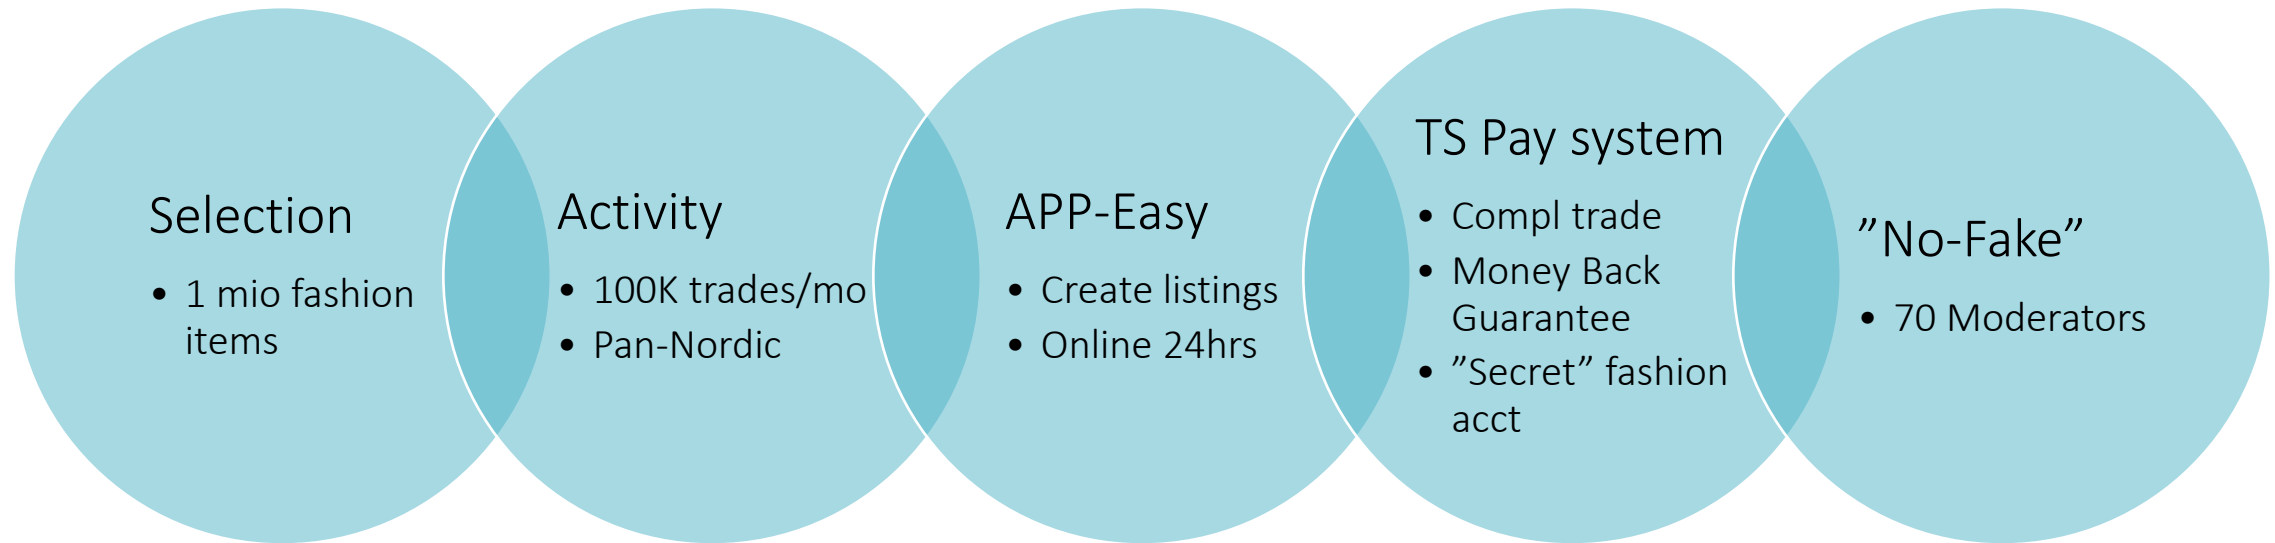 Selection
• 1 mio fashion
items
Activity
• 100K trades/mo
• Pan-Nordic
APP-Easy
• Create listings
• Online 24hrs
TS Pay system
• Compl trade
• Money Back
Guarantee
• ”Secret” fashion
acct
”No-Fake”
• 70 Moderators